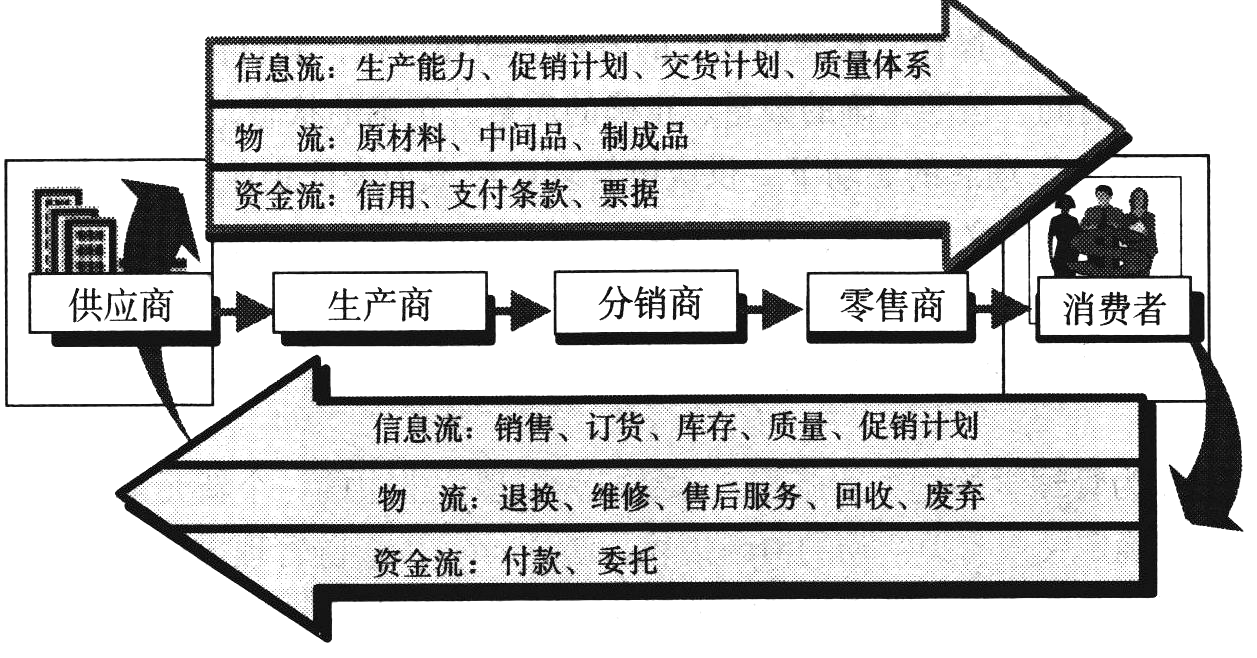 信息流：生产能力、促销计划、交货计划、质量体系
物　流：原材料、中间品、制成品
资金流：信用、支付条款、票据
供应商
生产商
分销商
零售商
消费者
信息流：销售、订货、库存、质量、促销计划
物　流：退换、维修、售后服务、回收、废弃
资金流：付款、委托